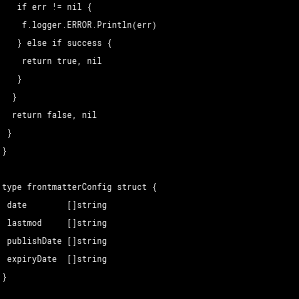 if err != nil {
f.logger.ERROR.Println(err)
} else if success {
return true, nil
}
}
return false, nil
}
}
type frontmatterConfig struct {
date        []string
lastmod     []string
publishDate []string
expiryDate  []string
}